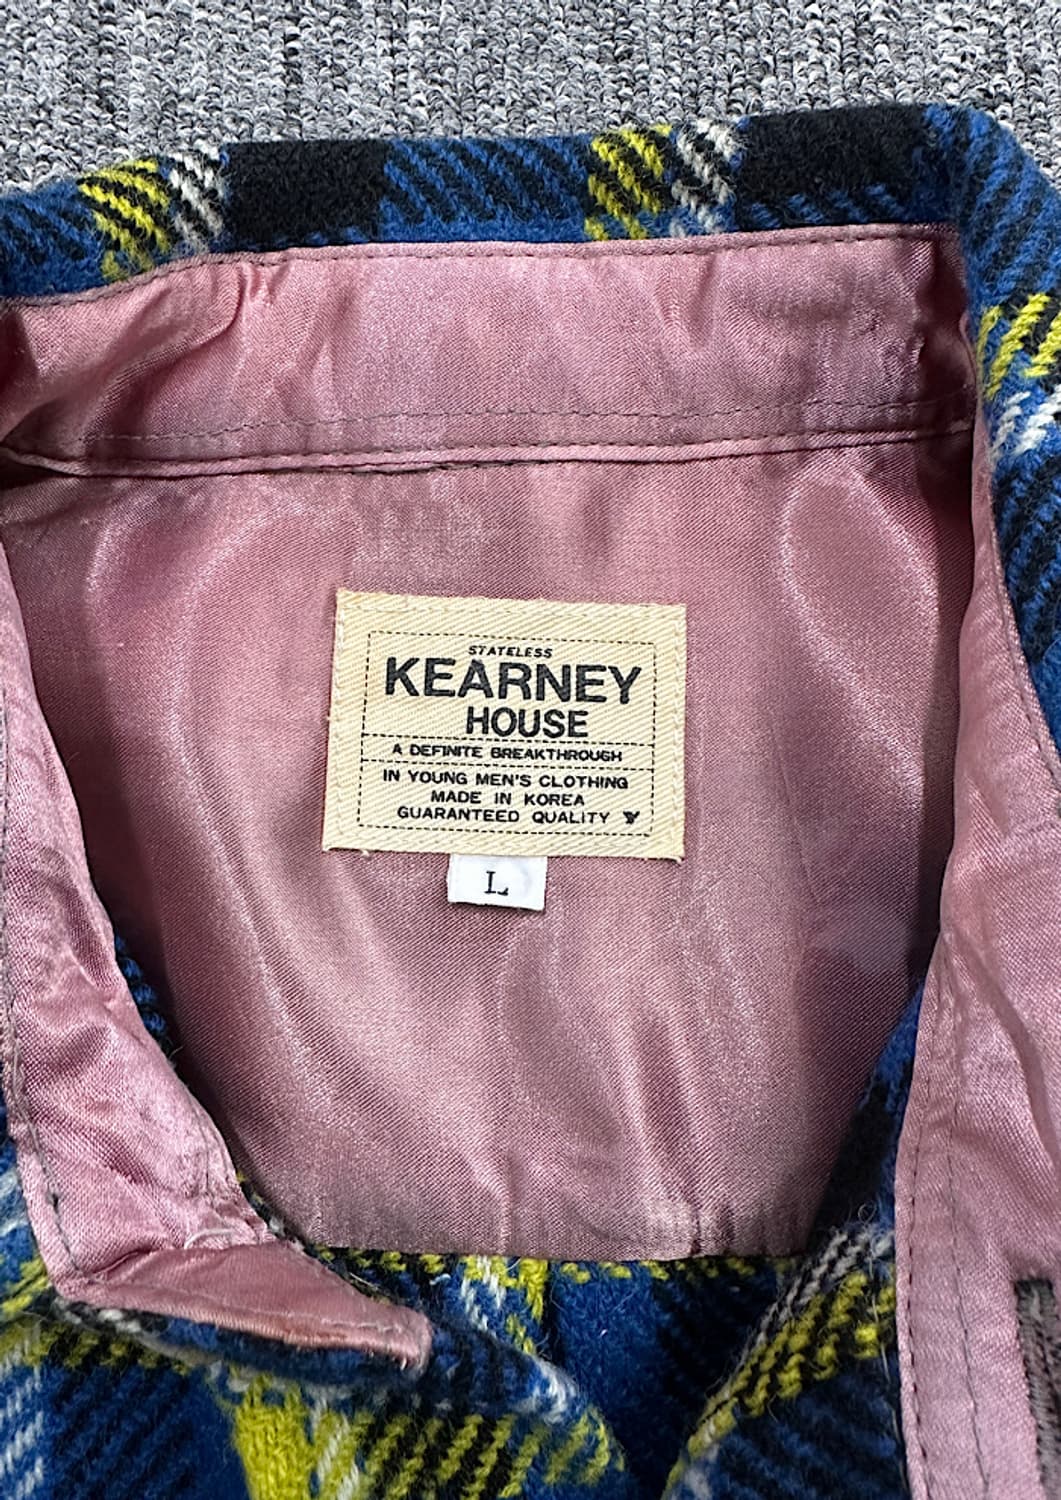 STATELESS
KEARNEY
HOUSE
A DEFINITE BREAKTHROUGH
IN YOUNG MEN'S CLOTHING
MADE IN KOREA
GUARANTEED QUALITY
L